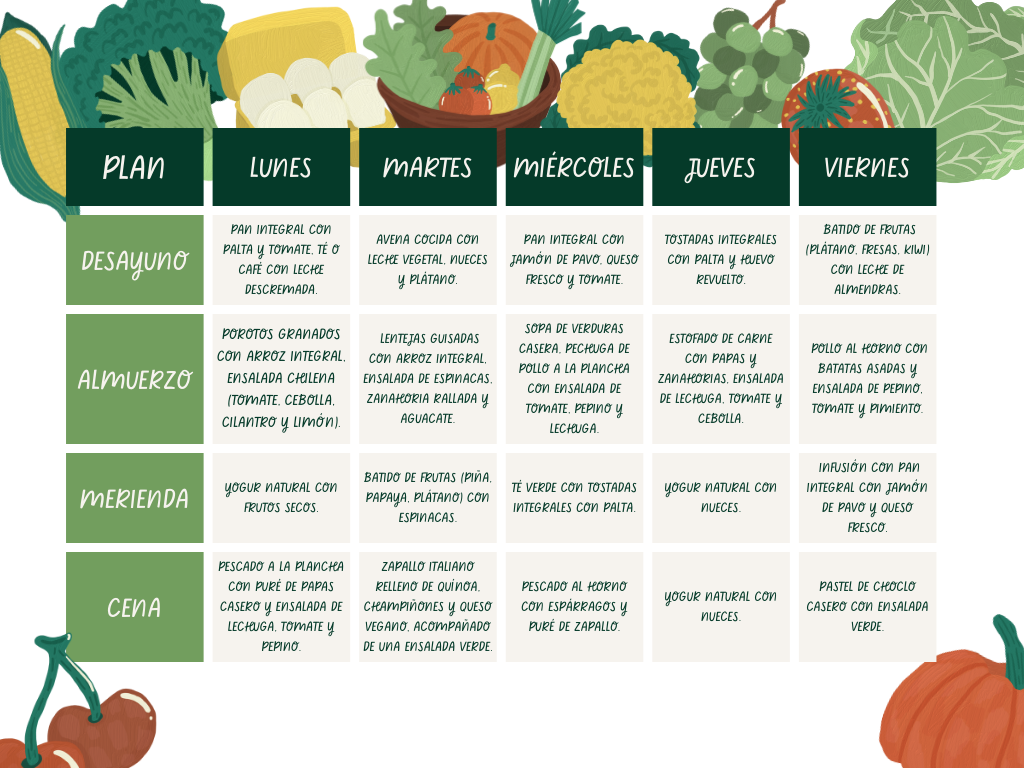 PLAN
LUNES
MARTES
MIÉRCOLES
JUEVES
VIERNES
DESAYUNO
PAN INTEGRAL CON
PALTA Y TOMATE. TÉ O
CAFÉ CON LECHE
DESCREMADA.
AVENA COCIDA CON
LECHE VEGETAL, NUECES
Y PLÁTANO.
PAN INTEGRAL CON
JAMÓN DE PAVO, QUESO
FRESCO Y TOMATE.
TOSTADAS INTEGRALES
CON PALTA Y HUEVO
REVUELTO.
BATIDO DE FRUTAS
(PLÁTANO, FRESAS, KIWI)
CON LECHE DE
ALMENDRAS.
ALMUERZO
POROTOS GRANADOS
CON ARROZ INTEGRAL,
ENSALADA CHILENA
(TOMATE, CEBOLLA,
CILANTRO Y LIMÓN).
LENTEJAS GUISADAS
CON ARROZ INTEGRAL,
ENSALADA DE ESPINACAS,
ZANAHORIA RALLADA Y
AGUACATE.
SOPA DE VERDURAS
CASERA, PECHUGA DE
POLLO A LA PLANCHA
CON ENSALADA DE
TOMATE, PEPINO Y
LECHUGA.
ESTOFADO DE CARNE
CON PAPAS Y
ZANAHORIAS, ENSALADA
DE LECHUGA, TOMATE Y
CEBOLLA.
POLLO AL HORNO CON
BATATAS ASADAS Y
ENSALADA DE PEPINO,
TOMATE Y PIMIENTO.
MERIENDA
YOGUR NATURAL CON
FRUTOS SECOS.
BATIDO DE FRUTAS (PIÑA,
PAPAYA, PLÁTANO) CON
ESPINACAS.
TÉ VERDE CON TOSTADAS
INTEGRALES CON PALTA.
YOGUR NATURAL CON
NUECES.
INFUSIÓN CON PAN
INTEGRAL CON JAMÓN
DE PAVO Y QUESO
FRESCO.
CENA
PESCADO A LA PLANCHA
CON PURÉ DE PAPAS
CASERO Y ENSALADA DE
LECHUGA, TOMATE Y
PEPINO.
ZAPALLO ITALIANO
RELLENO DE QUÍNOA,
CHAMPIÑONES Y QUESO
VEGANO, ACOMPAÑADO
DE UNA ENSALADA VERDE.
PESCADO AL HORNO
CON ESPÁRRAGOS Y
PURÉ DE ZAPALLO.
YOGUR NATURAL CON
NUECES.
PASTEL DE CHOCLO
CASERO CON ENSALADA
VERDE.